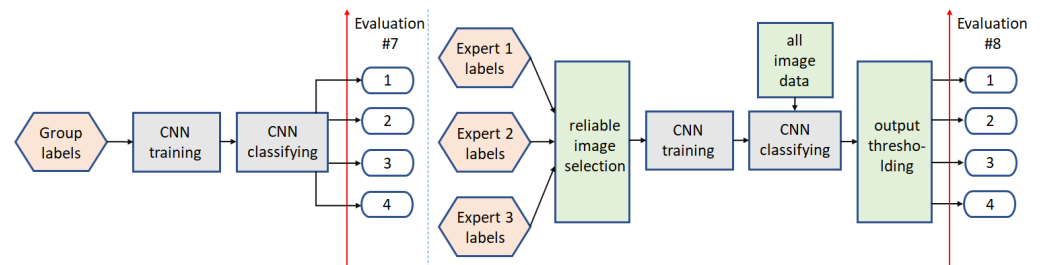 Evaluation
#7
Group
labels
CNN
training
CNN
classifying
1
2
3
4
Expert 1
labels
Expert 2
labels
Expert 3
labels
reliable
image
selection
CNN
training
all
image
data
CNN
classifying
output
thresho-
lding
Evaluation
#8
1
2
3
4